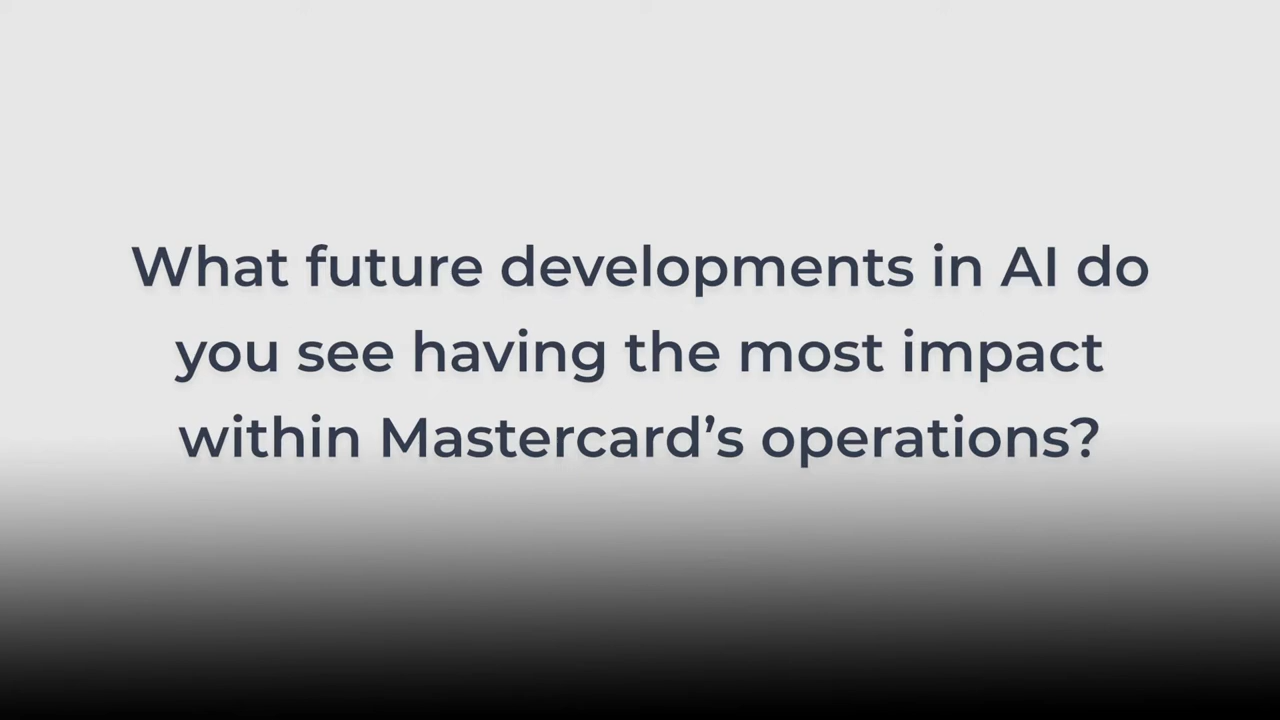 What future developments in AI do
you see having the most impact
within Mastercard’s operations?